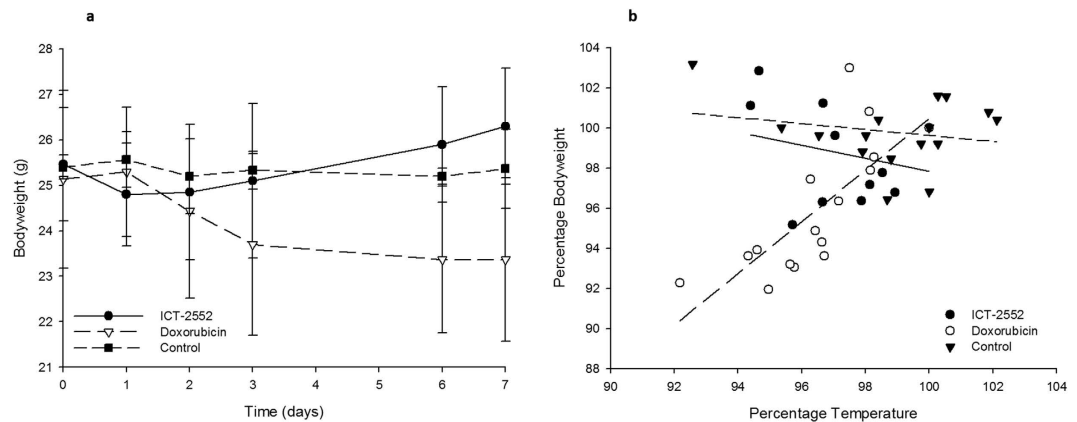 a
28
27
26
25
24
23
22
21
Bodyweight (g)
ICT-2552
Doxorubicin
Control
0 1 2 3 4 5 6 7
Time (days)
b
104
102
100
98
96
94
92
90
88
Percentage Bodyweight
ICT-2552
Doxorubicin
Control
90 92 94 96 98 100 102 104
Percentage Temperature